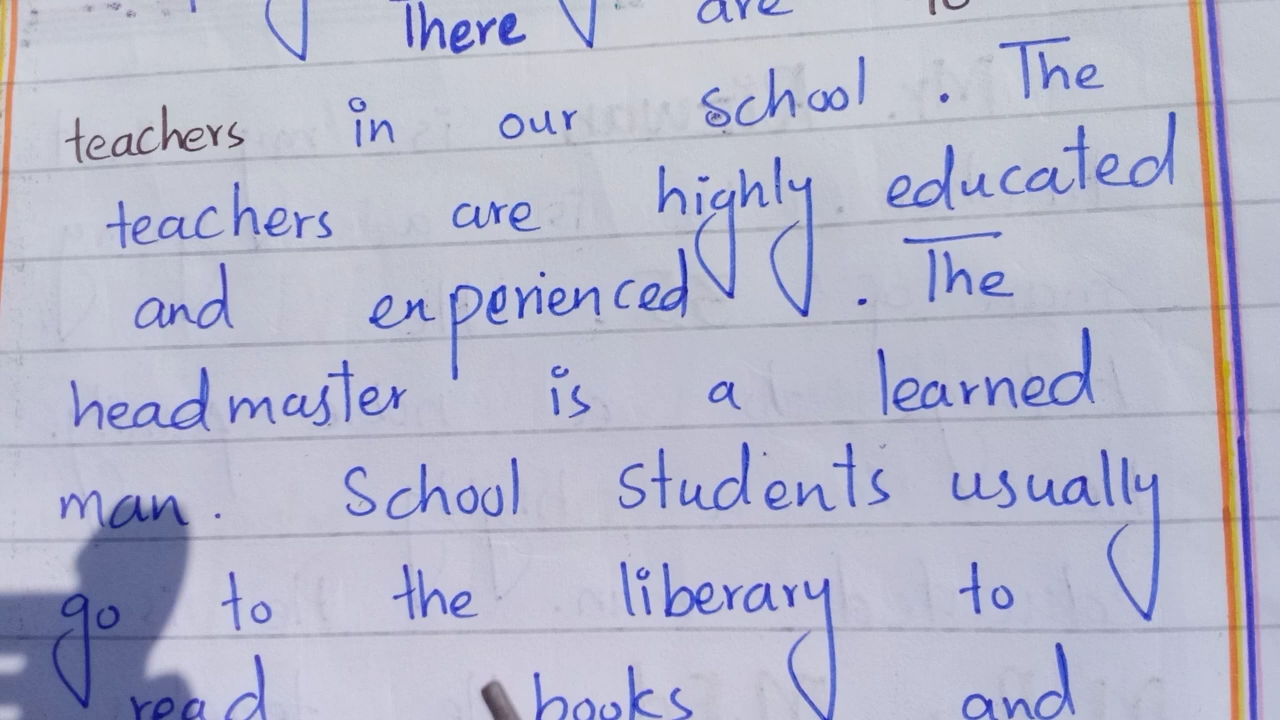 There are
teachers in our school . The
teachers are highly educated
and experienced . The
headmaster is a learned
man . School students usually
go to the liberary to
read books and